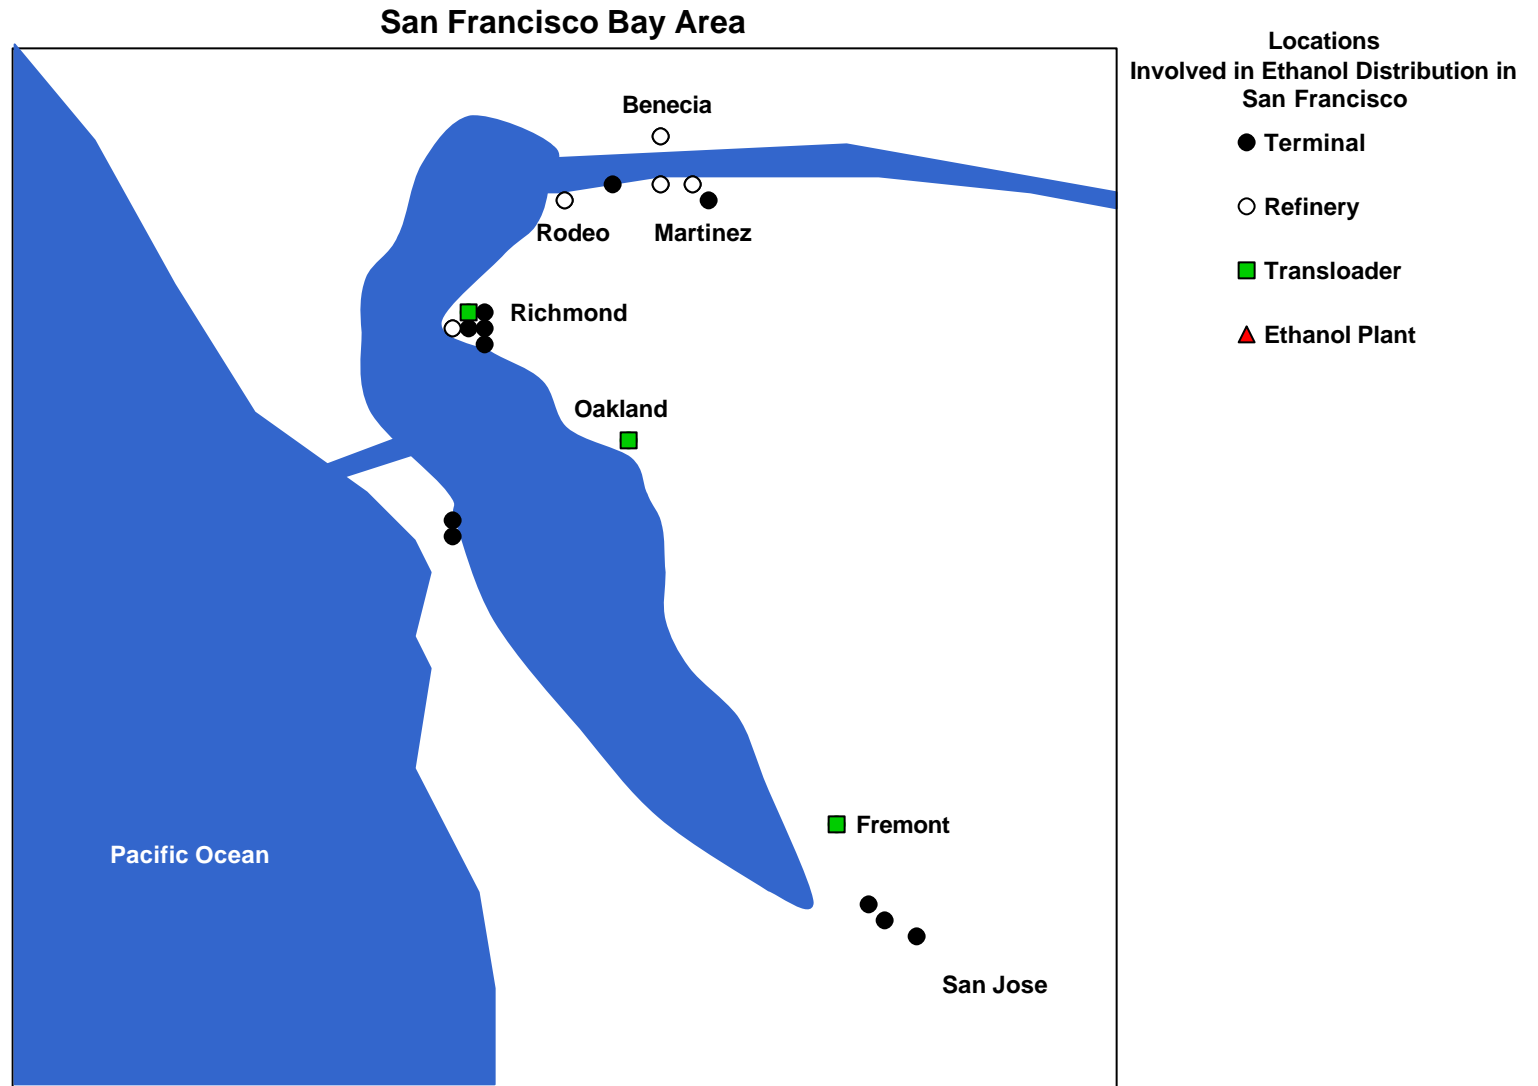 San Francisco Bay Area
Locations
Involved in Ethanol Distribution in
San Francisco
Terminal
Refinery
Transloader
Ethanol Plant
Benecia
Rodeo
Martinez
Richmond
Oakland
Fremont
Pacific Ocean
San Jose